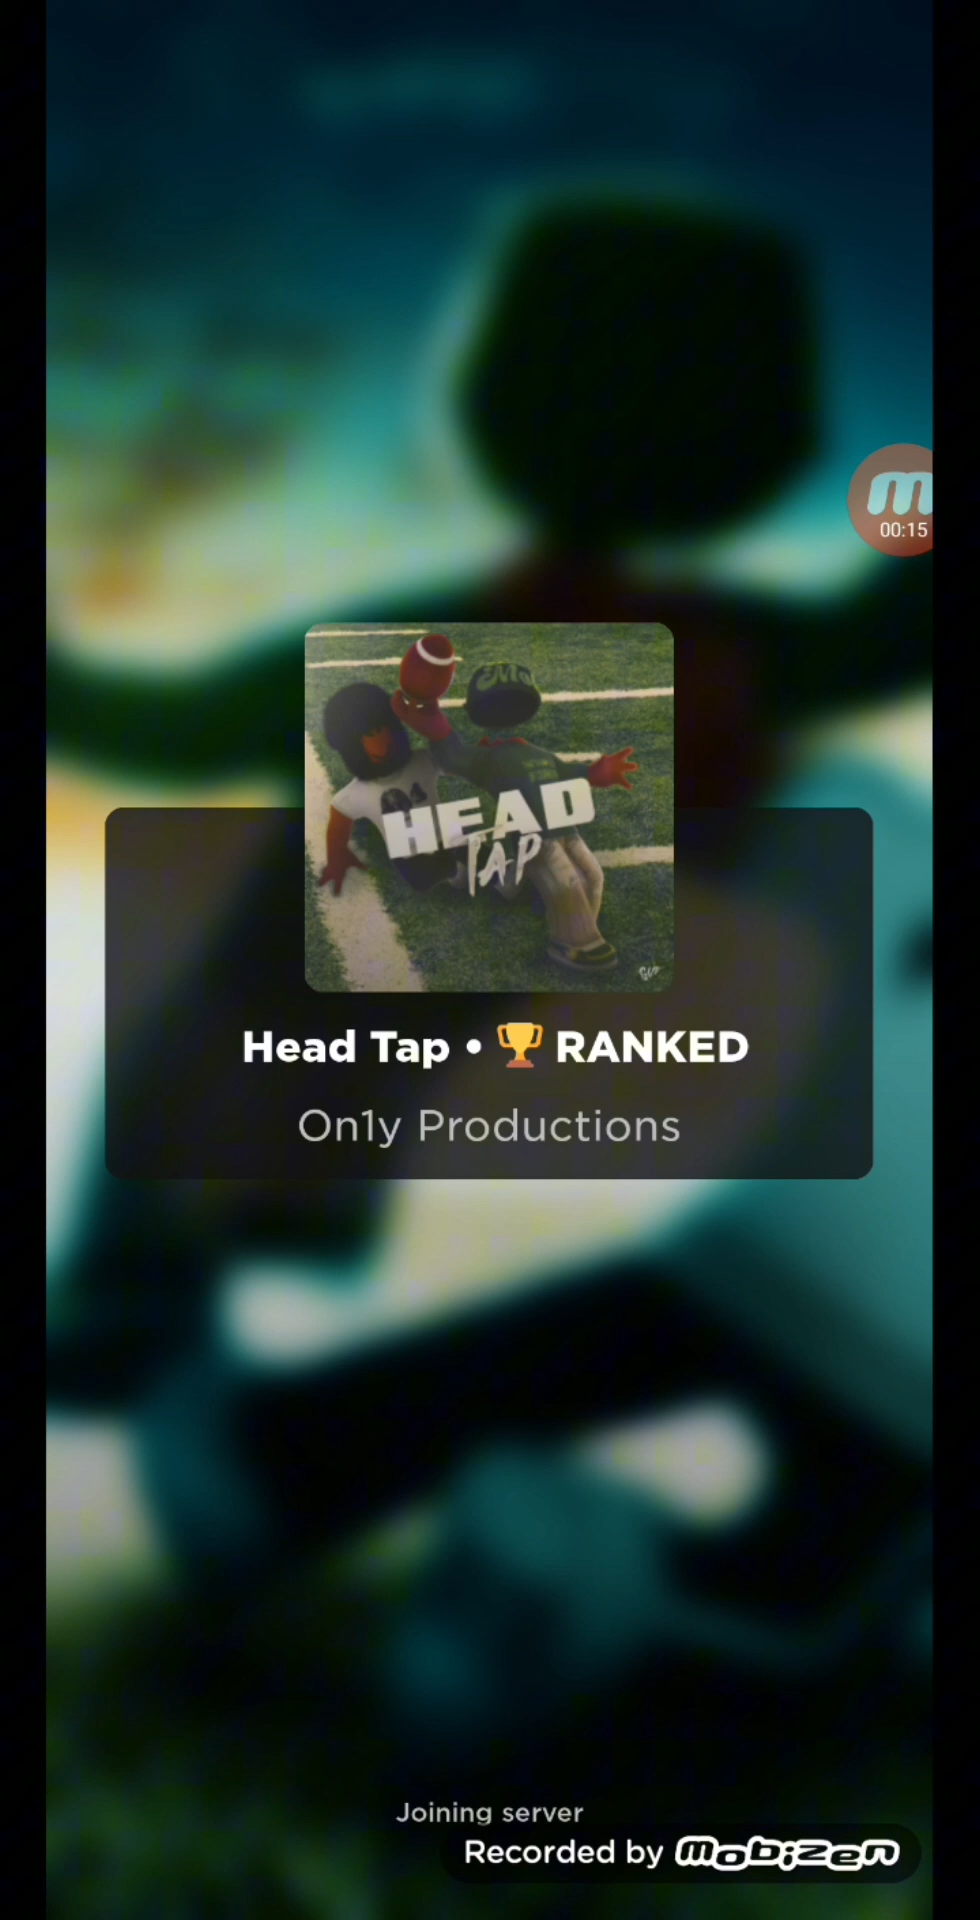 00:15
HEAD
TAP
Head Tap • 🏆 RANKED
On1y Productions
Joining server
Recorded by mobizen